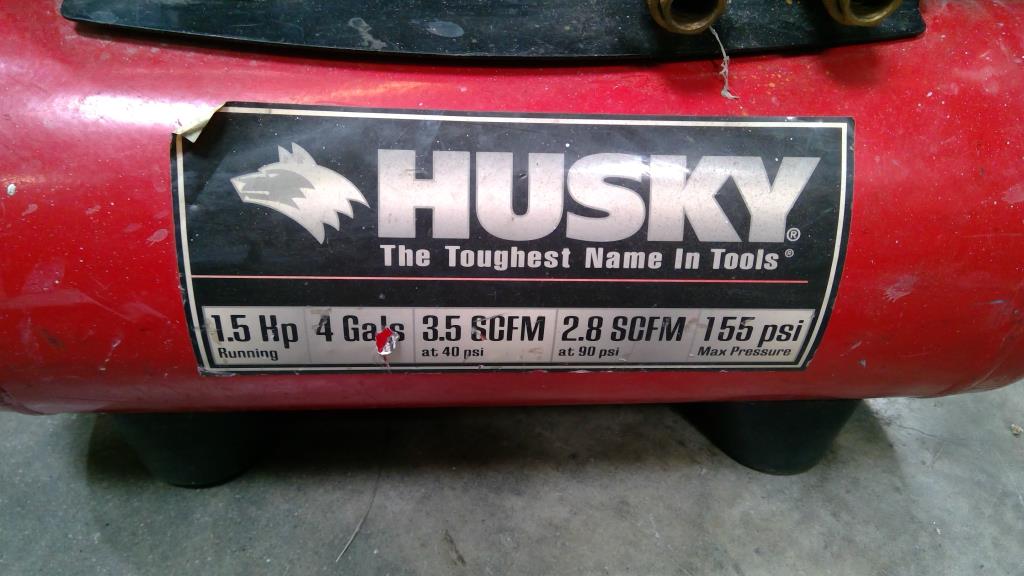 HUSKY®
The Toughest Name In Tools®
1.5 Hp 4 Gals 3.5 SCFM 2.8 SCFM 155 psi
Running at 40 psi at 90 psi Max Pressure